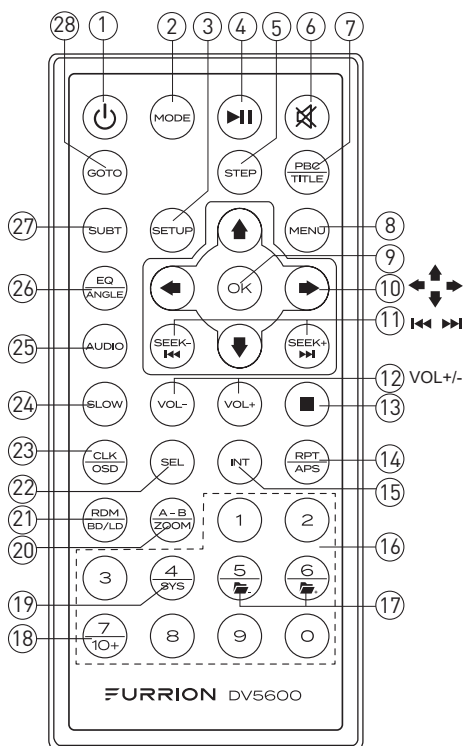 28 1 2 3 4 5 6 7
MODE
GOTO STEP PBC
TITLE
27 SUBT SETUP MENU 8
9
26 EQ
ANGLE OK 10
11
25 AUDIO SEEK- SEEK+
24 SLOW VOL- VOL+ 12 VOL+/-
13
23 CLK
OSD SEL INT RPT
APS 14
22 15
21 RDM
BD/LD A-B
ZOOM 1 2
20 16
3 4
SYS 5
- 6
+
19 17
18 7
10+ 8 9 0
FURRION DV5600